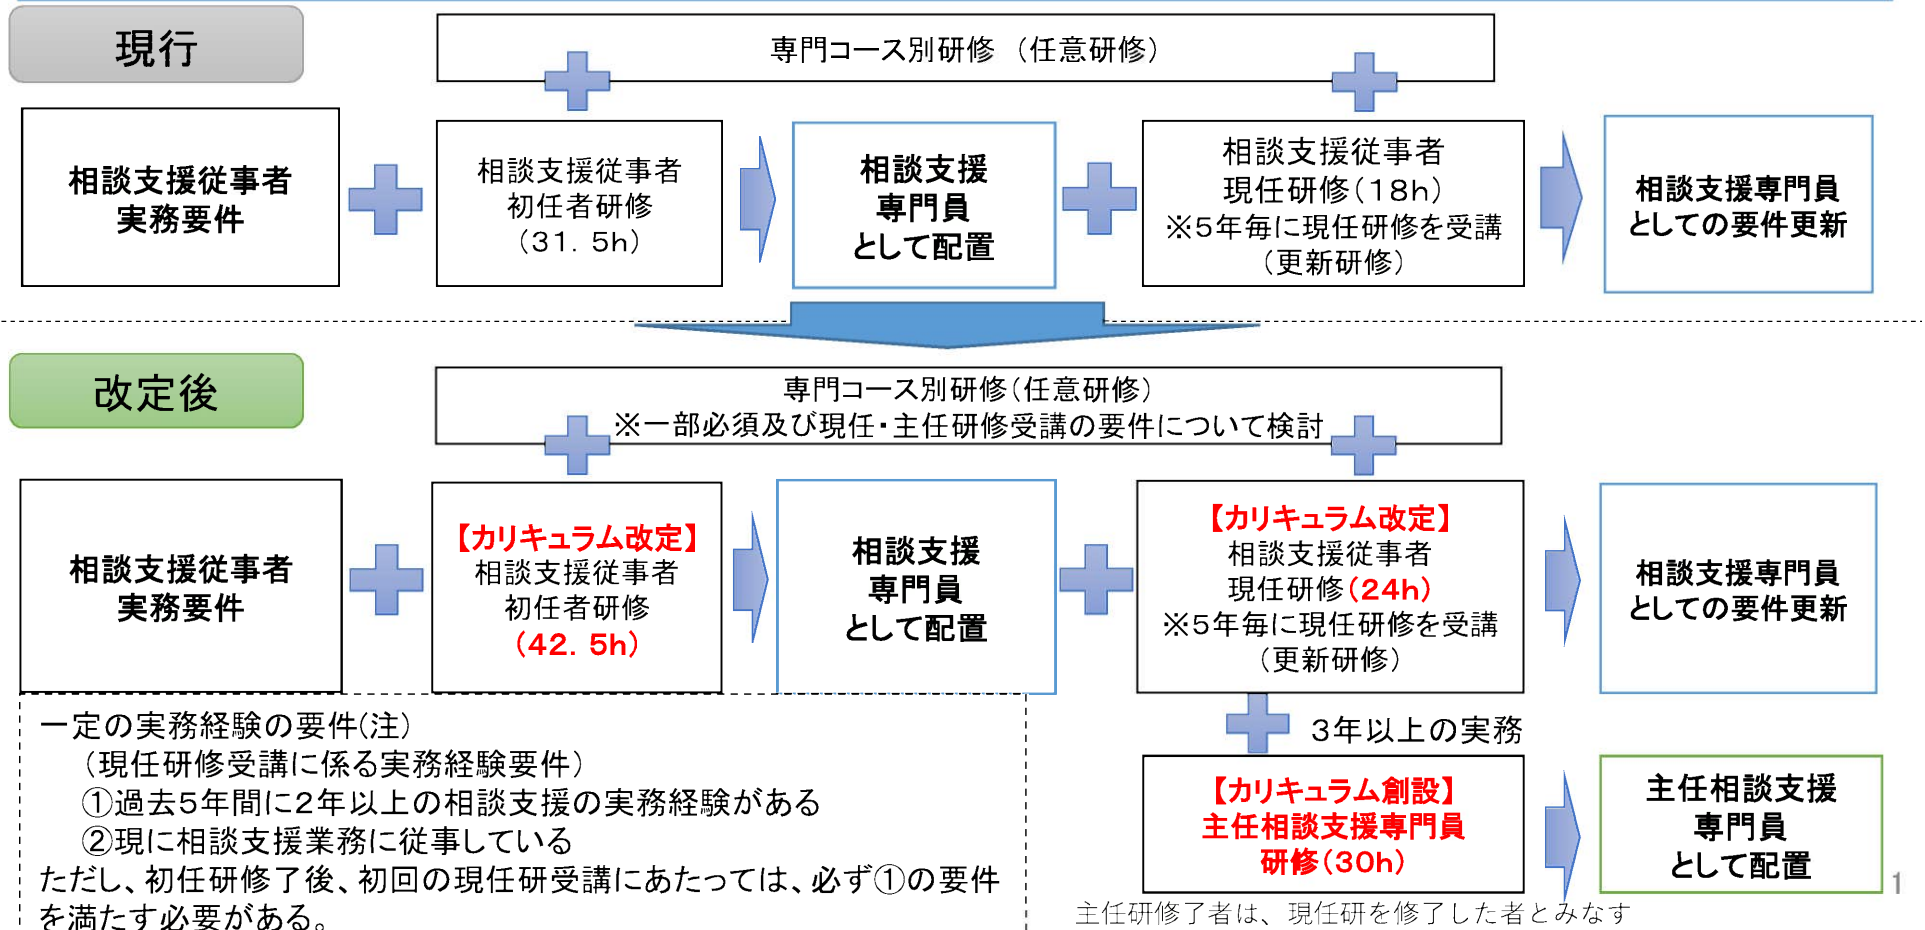 現行
専門コース別研修 （任意研修）
相談支援従事者
実務要件
相談支援従事者
初任者研修
（31．5h）
相談支援
専門員
として配置
相談支援従事者
現任研修（18h）
※5年毎に現任研修を受講
（更新研修）
相談支援専門員
としての要件更新
改定後
専門コース別研修（任意研修）
※一部必須及び現任・主任研修受講の要件について検討
相談支援従事者
実務要件
【カリキュラム改定】
相談支援従事者
初任者研修
（42．5h）
相談支援
専門員
として配置
【カリキュラム改定】
相談支援従事者
現任研修（24h）
※5年毎に現任研修を受講
（更新研修）
相談支援専門員
としての要件更新
一定の実務経験の要件(注)
（現任研修受講に係る実務経験要件）
①過去5年間に2年以上の相談支援の実務経験がある
②現に相談支援業務に従事している
ただし、初任研修了後、初回の現任研受講にあたっては、必ず①の要件
を満たす必要がある。
3年以上の実務
【カリキュラム創設】
主任相談支援専門員
研修（30h）
主任相談支援
専門員
として配置
主任研修了者は、現任研を修了した者とみなす
1